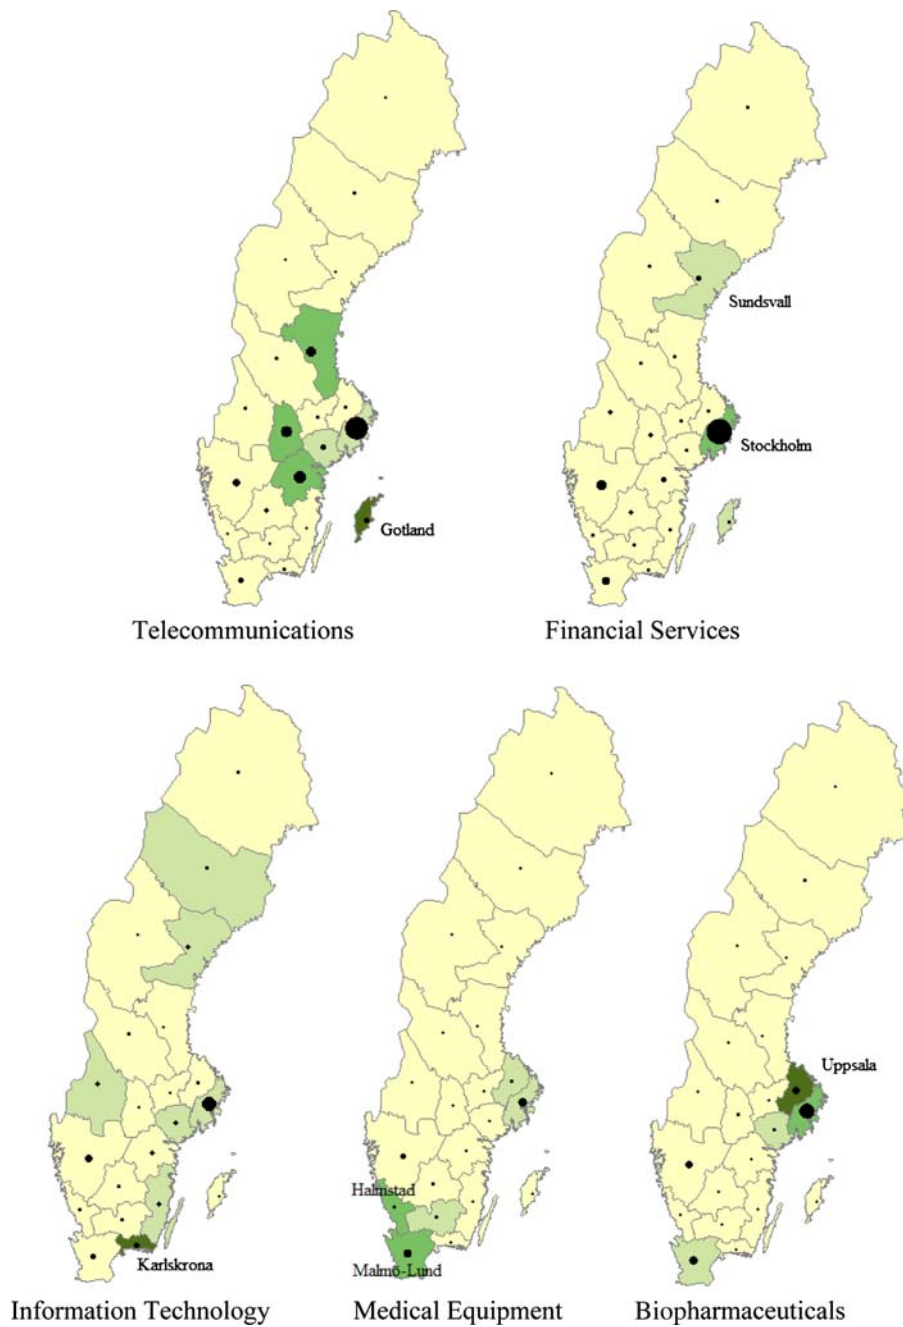 Sundsvall
Stockholm
Gotland
Telecommunications
Financial Services
Uppsala
Halmstad
Karlskrona
Malmö-Lund
Information Technology
Medical Equipment
Biopharmaceuticals